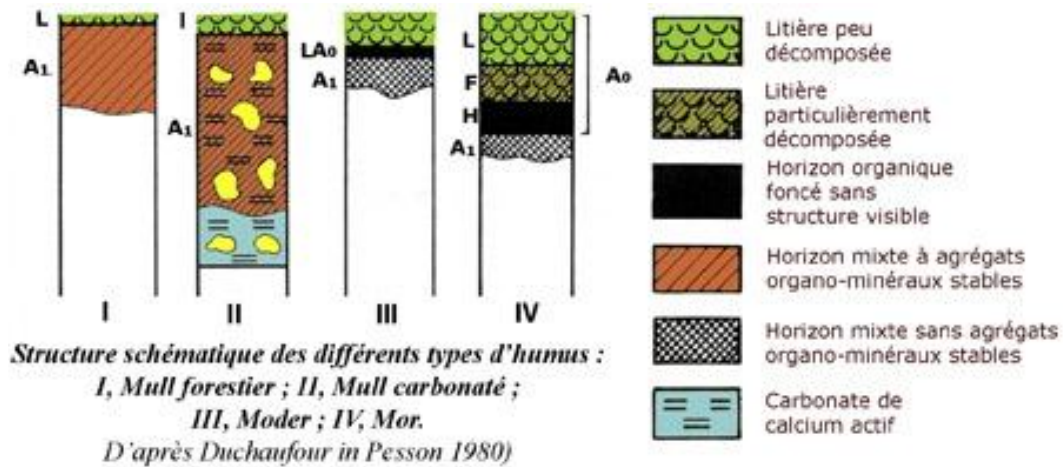 L
A1
I
I
A1
II
LA0
A1
III
L
F
H
A1
A0
IV
Litière peu
décomposée
Litière
particulièrement
décomposée
Horizon organique
foncé sans
structure visible
Horizon mixte à agrégats
organo-minéraux stables
Horizon mixte sans agrégats
organo-minéraux stables
Carbonate de
calcium actif
Structure schématique des différents types d'humus :
I, Mull forestier ; II, Mull carbonaté ;
III, Moder ; IV, Mor.
D'après Duchaufour in Pesson 1980)